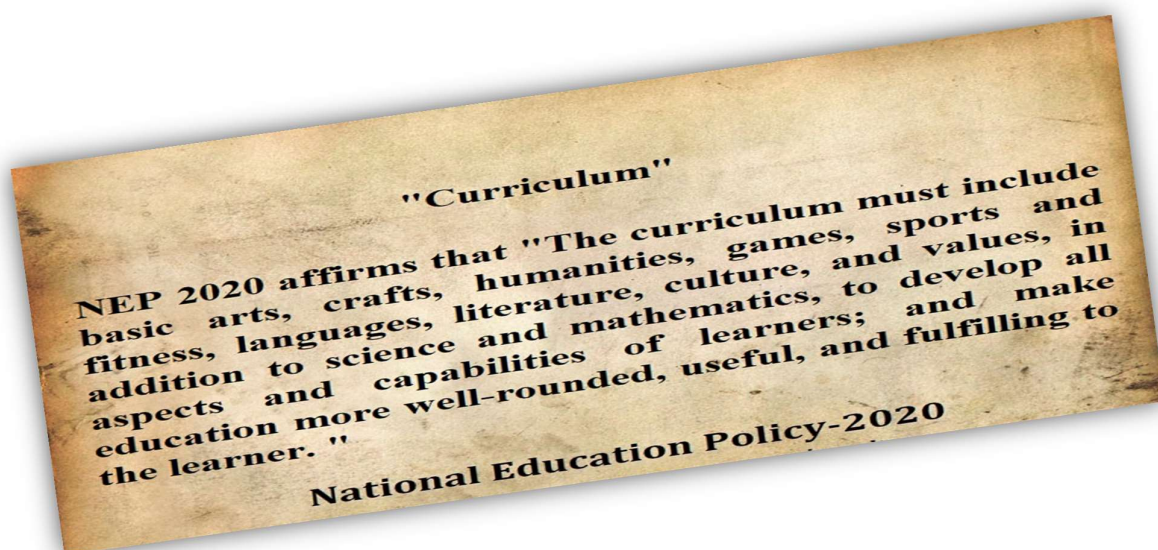 "Curriculum"
NEP 2020 affirms that "The curriculum must include
basic arts, crafts, humanities, games, sports and
fitness, languages, literature, culture, and values, in
addition to science and mathematics, to develop all
aspects and capabilities of learners; and make
education more well-rounded, useful, and fulfilling to
the learner. "
National Education Policy-2020